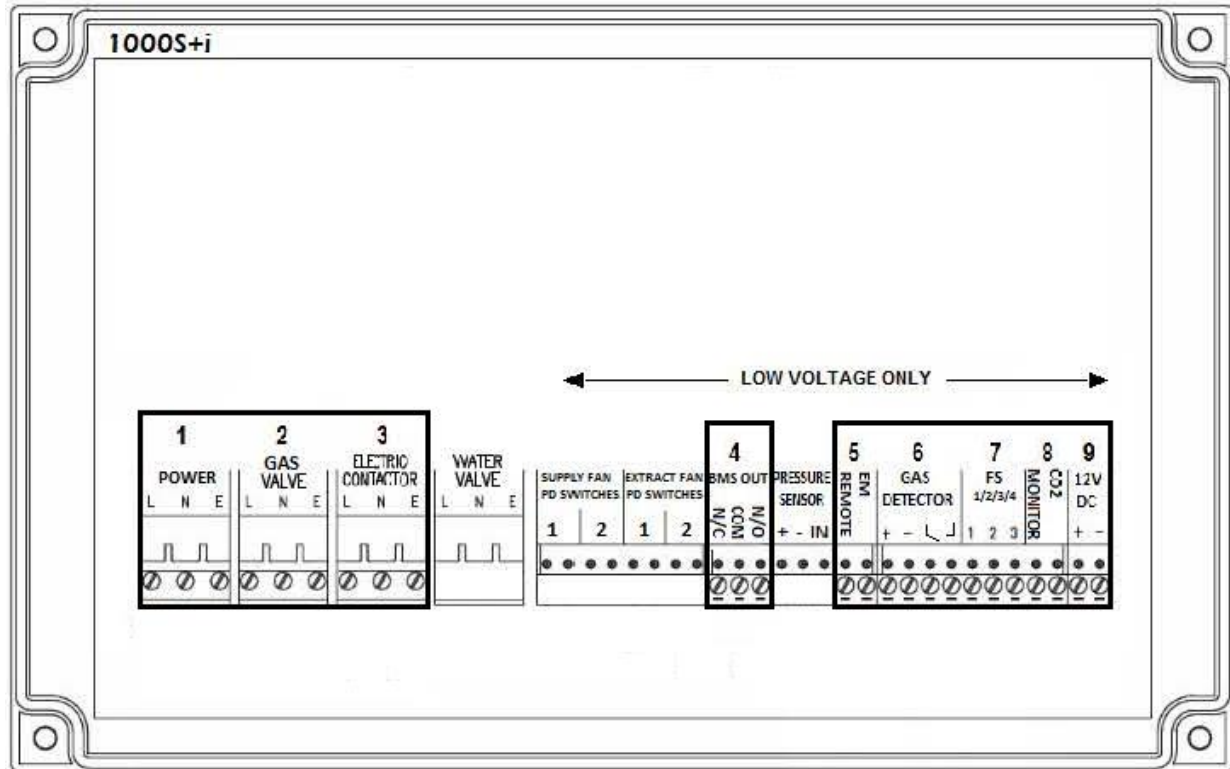 1000S+i
LOW VOLTAGE ONLY
1
POWER
L N E
2
GAS
VALVE
L N E
3
ELECTRIC
CONTACTOR
L N E
WATER
VALVE
L N E
SUPPLY FAN
PD SWITCHES
1 2
EXTRACT FAN
PD SWITCHES
1 2
4
BMS OUT
N/C COM N/O
PRESSURE
SENSOR
+ - IN
5
EM
REMOTE
6
GAS
DETECTOR
+ -
7
FS
1/2/3/4
1 2 3
8
CO2
MONITOR
9
12V
DC
+ -